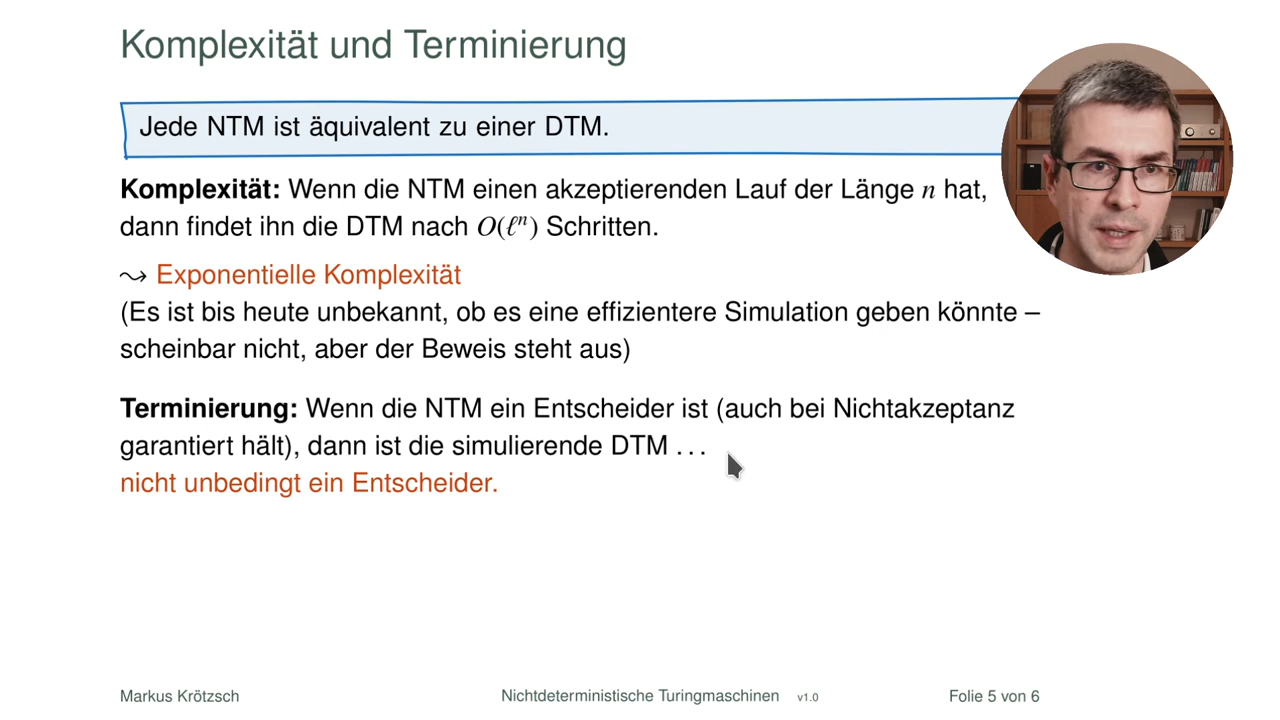 Komplexität und Terminierung
Jede NTM ist äquivalent zu einer DTM.
Komplexität: Wenn die NTM einen akzeptierenden Lauf der Länge n hat,
dann findet ihn die DTM nach O(ℓⁿ) Schritten.
⤳ Exponentielle Komplexität
(Es ist bis heute unbekannt, ob es eine effizientere Simulation geben könnte –
scheinbar nicht, aber der Beweis steht aus)
Terminierung: Wenn die NTM ein Entscheider ist (auch bei Nichtakzeptanz
garantiert hält), dann ist die simulierende DTM . . .
nicht unbedingt ein Entscheider.
Markus Krötzsch Nichtdeterministische Turingmaschinen v1.0 Folie 5 von 6